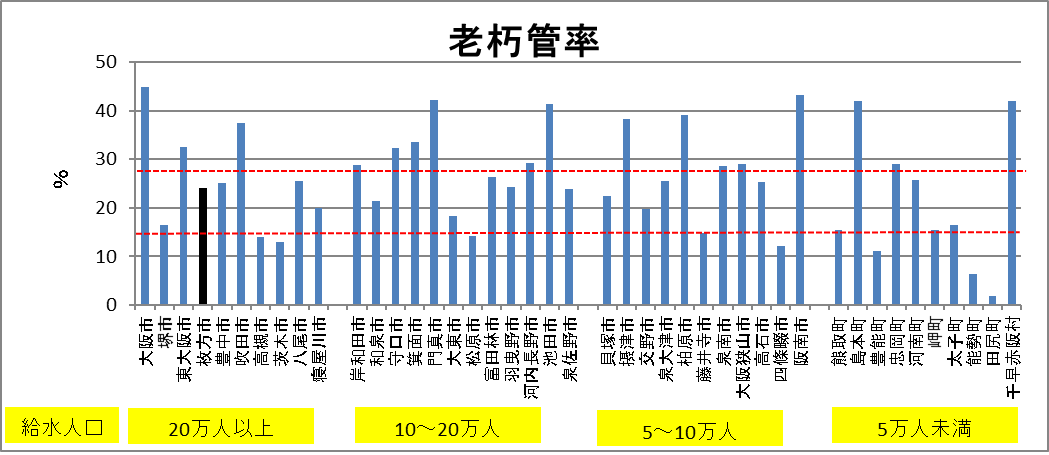 老朽管率
%
50
40
30
20
10
0
大阪市
堺市
東大阪市
枚方市
豊中市
吹田市
高槻市
茨木市
八尾市
寝屋川市
岸和田市
和泉市
守口市
箕面市
門真市
大東市
松原市
富田林市
羽曳野市
河内長野市
池田市
泉佐野市
貝塚市
摂津市
交野市
泉大津市
柏原市
藤井寺市
泉南市
大阪狭山市
高石市
四條畷市
阪南市
熊取町
島本町
豊能町
忠岡町
河南町
岬町
太子町
能勢町
田尻町
千早赤阪村
給水人口
20万人以上
10～20万人
5～10万人
5万人未満